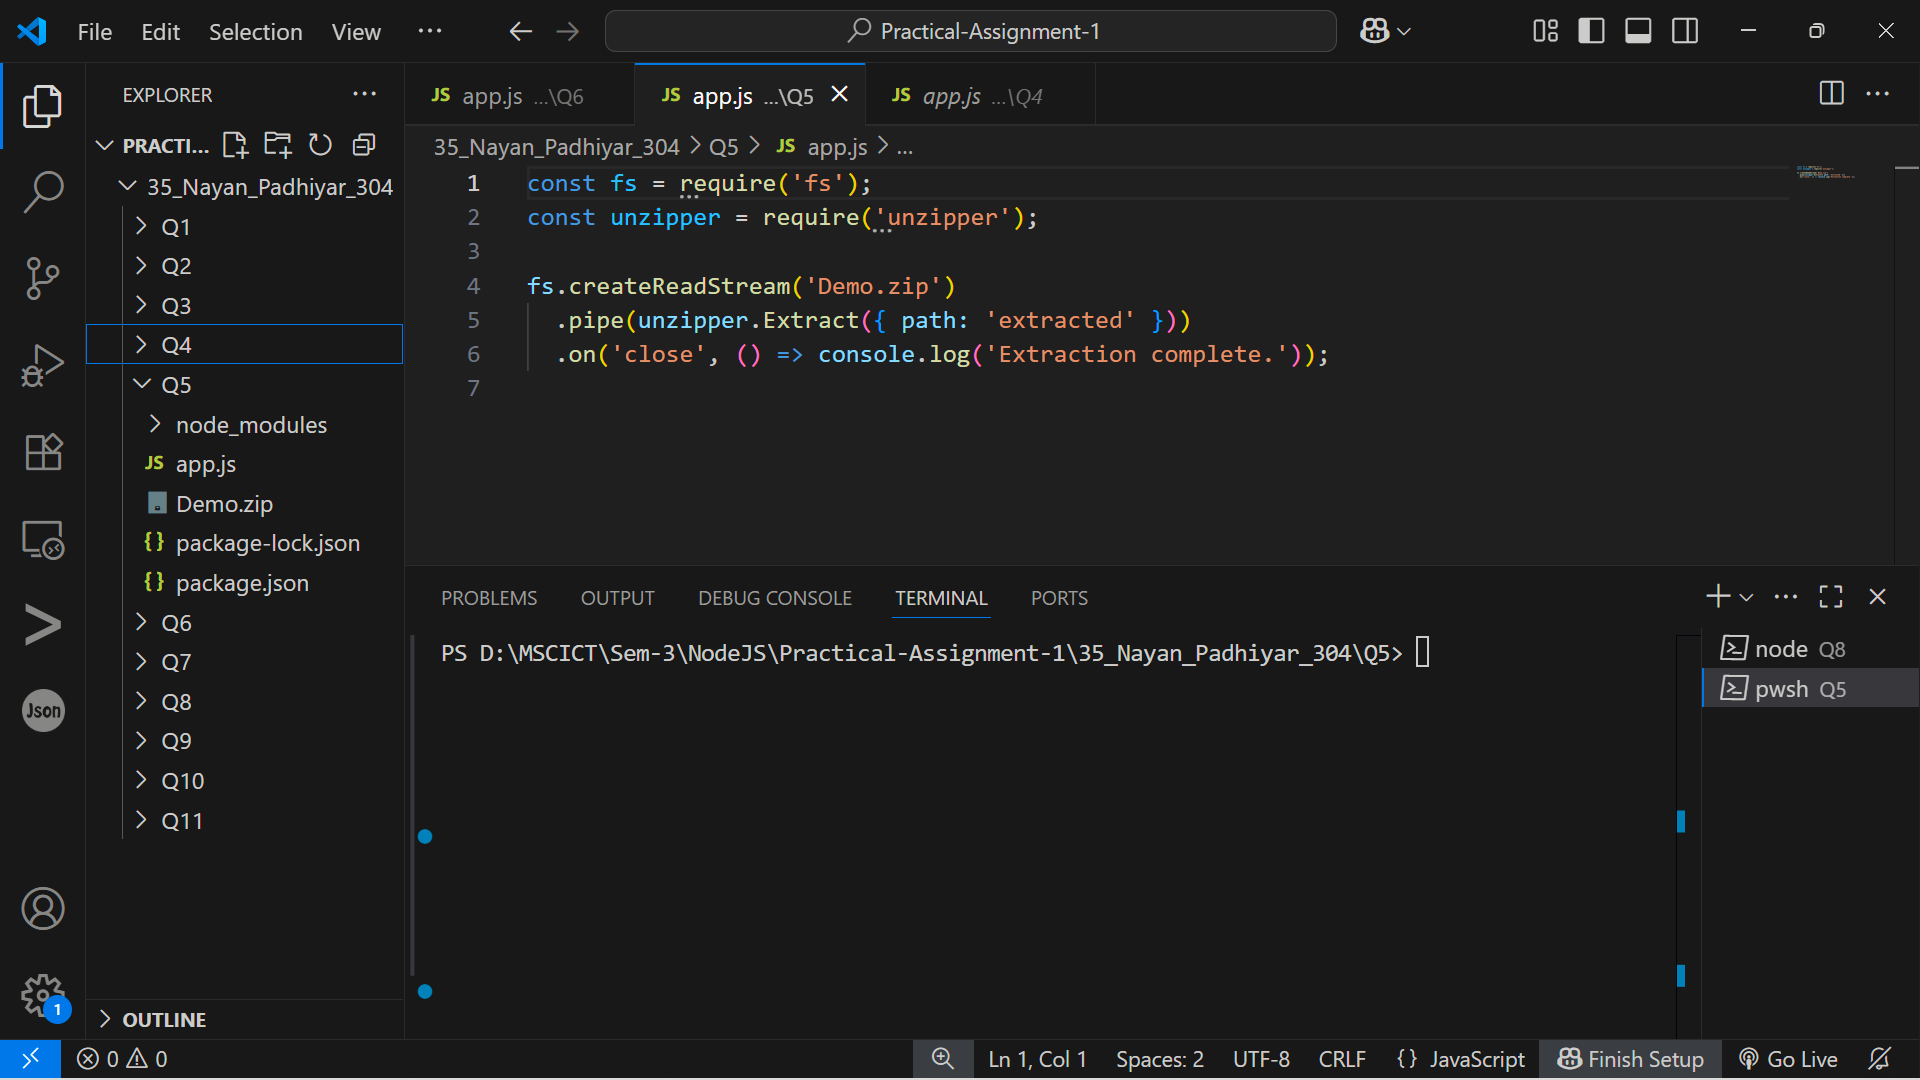 File Edit Selection View ··· Practical-Assignment-1
EXPLORER
PRACTI...
35_Nayan_Padhiyar_304
Q1
Q2
Q3
Q4
Q5
node_modules
JS app.js
Demo.zip
{} package-lock.json
{} package.json
Q6
Q7
Q8
Q9
Q10
Q11
OUTLINE
Json
1
JS app.js ...\Q6 JS app.js ...\Q5 JS app.js ...\Q4
35_Nayan_Padhiyar_304 > Q5 > JS app.js > ...
1 const fs = require('fs');
2 const unzipper = require('unzipper');
3
4 fs.createReadStream('Demo.zip')
5 .pipe(unzipper.Extract({ path: 'extracted' }))
6 .on('close', () => console.log('Extraction complete.'));
7
PROBLEMS OUTPUT DEBUG CONSOLE TERMINAL PORTS
PS D:\MSCICT\Sem-3\NodeJS\Practical-Assignment-1\35_Nayan_Padhiyar_304\Q5>
node Q8
pwsh Q5
0 0 Ln 1, Col 1 Spaces: 2 UTF-8 CRLF {} JavaScript Finish Setup Go Live